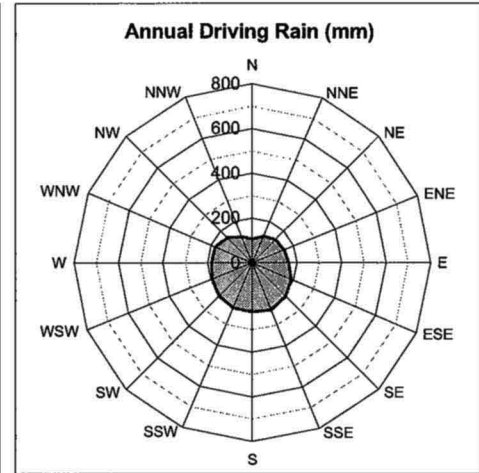 Annual Driving Rain (mm)
N
800
NNW
NNE
600
NW
NE
400
WNW
ENE
200
W
0
E
WSW
ESE
SW
SE
SSW
SSE
S